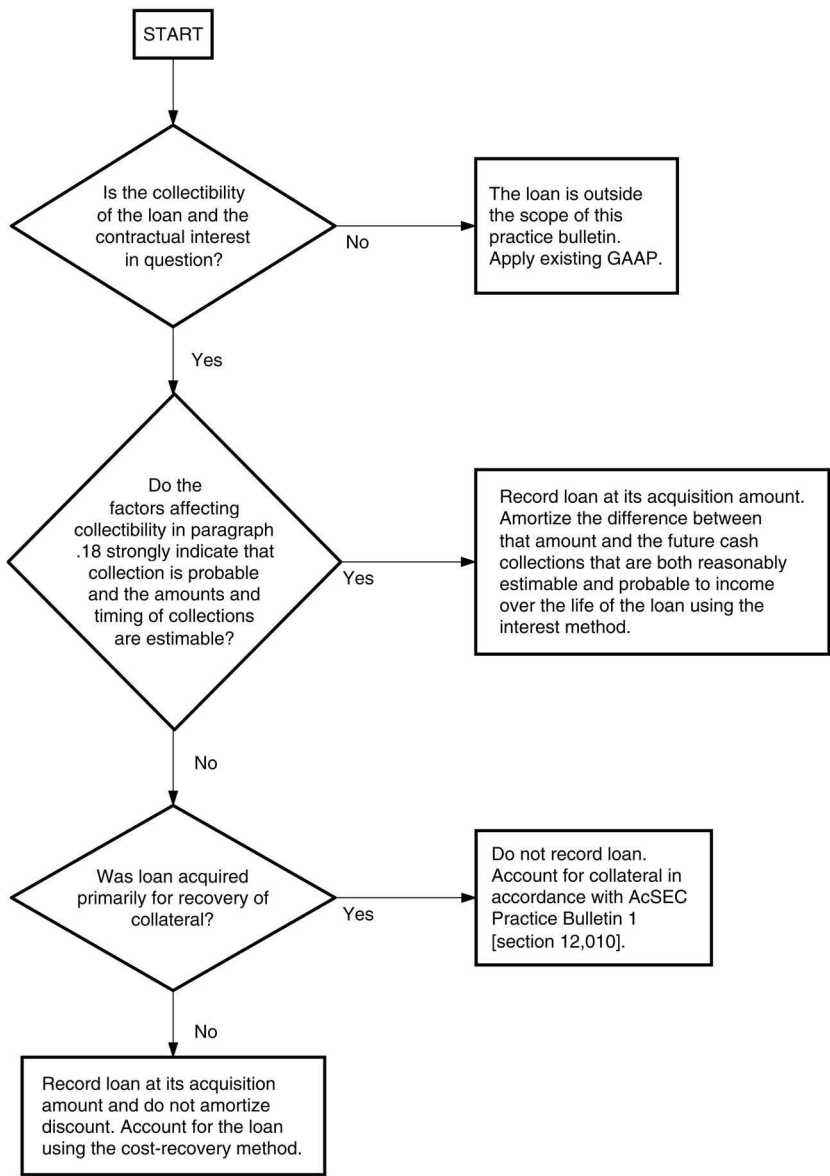 START
Is the collectibility
of the loan and the
contractual interest
in question?
No
The loan is outside
the scope of this
practice bulletin.
Apply existing GAAP.
Yes
Do the
factors affecting
collectibility in paragraph
.18 strongly indicate that
collection is probable
and the amounts and
timing of collections
are estimable?
Yes
Record loan at its acquisition amount.
Amortize the difference between
that amount and the future cash
collections that are both reasonably
estimable and probable to income
over the life of the loan using the
interest method.
No
Was loan acquired
primarily for recovery of
collateral?
Yes
Do not record loan.
Account for collateral in
accordance with AcSEC
Practice Bulletin 1
[section 12,010].
No
Record loan at its acquisition
amount and do not amortize
discount. Account for the loan
using the cost-recovery method.